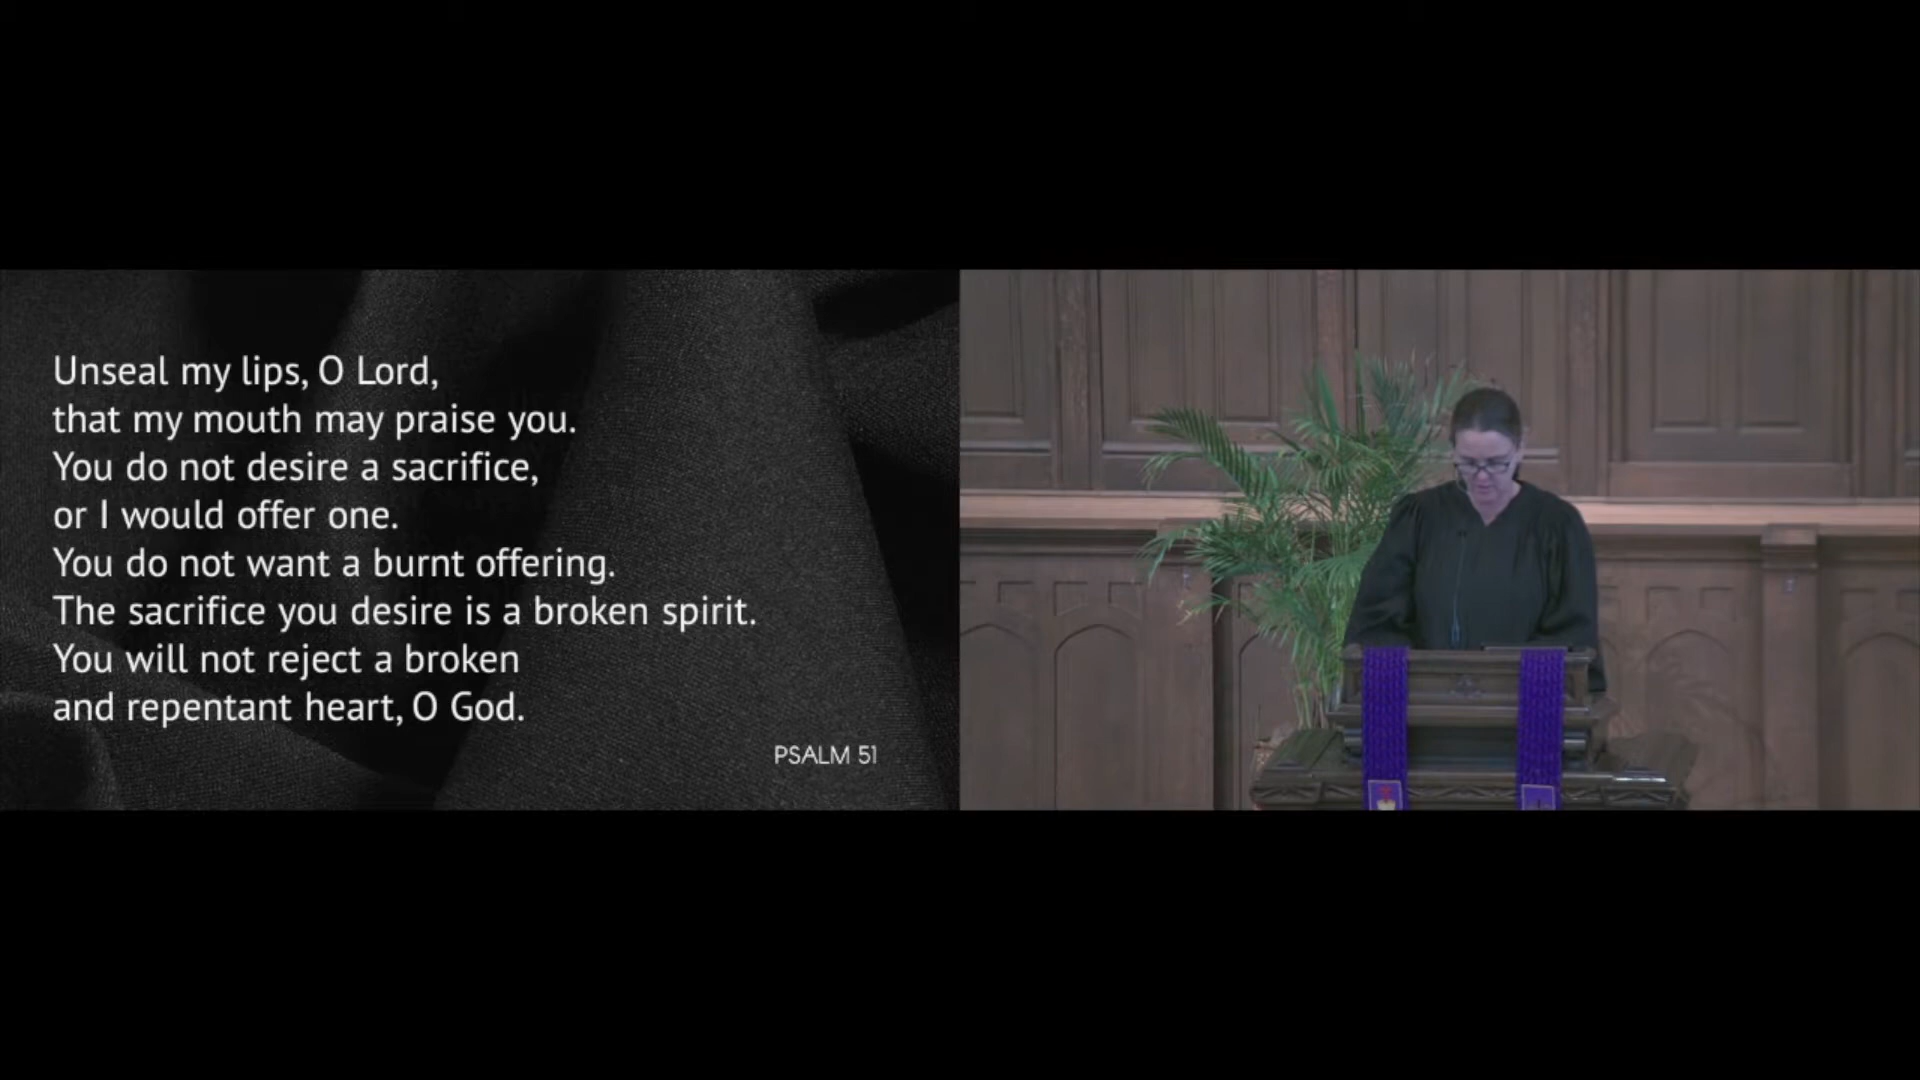 Unseal my lips, O Lord,
that my mouth may praise you.
You do not desire a sacrifice,
or I would offer one.
You do not want a burnt offering.
The sacrifice you desire is a broken spirit.
You will not reject a broken
and repentant heart, O God.
PSALM 51